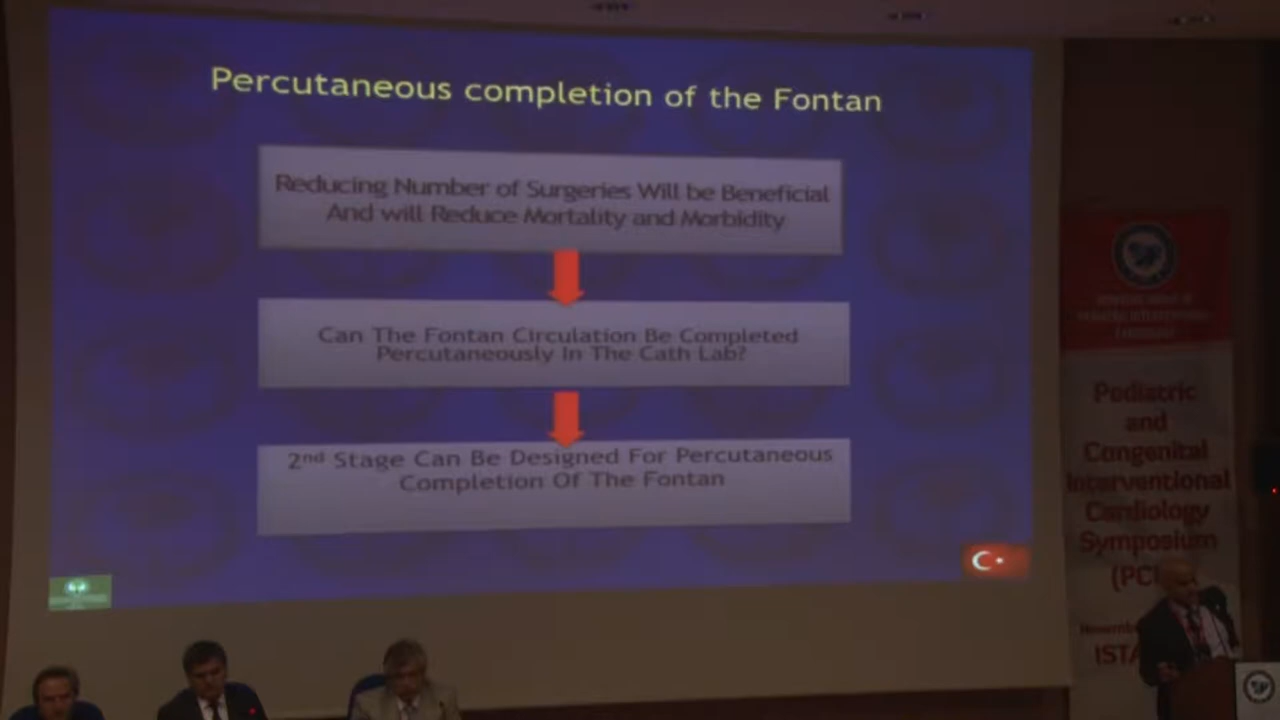 Percutaneous completion of the Fontan
Reducing Number of Surgeries Will be Beneficial
And will Reduce Mortality and Morbidity
Can The Fontan Circulation Be Completed
Percutaneously In The Cath Lab?
2nd Stage Can Be Designed For Percutaneous
Completion Of The Fontan
Pediatric
and
Congenital
Interventional
Cardiology
Symposium
(PC
IST